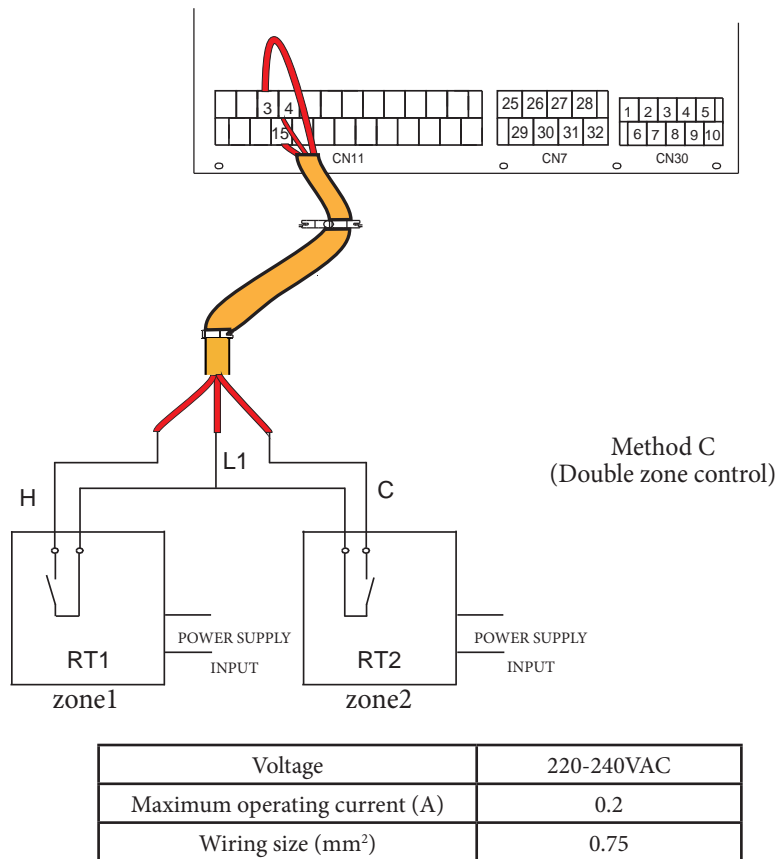 3 4
15
CN11
25 26 27 28
29 30 31 32
CN7
1 2 3 4 5
6 7 8 9 10
CN30
L1
H
C
Method C
(Double zone control)
RT1
POWER SUPPLY
INPUT
zone1
RT2
POWER SUPPLY
INPUT
zone2
Voltage 220-240VAC
Maximum operating current (A) 0.2
Wiring size (mm²) 0.75